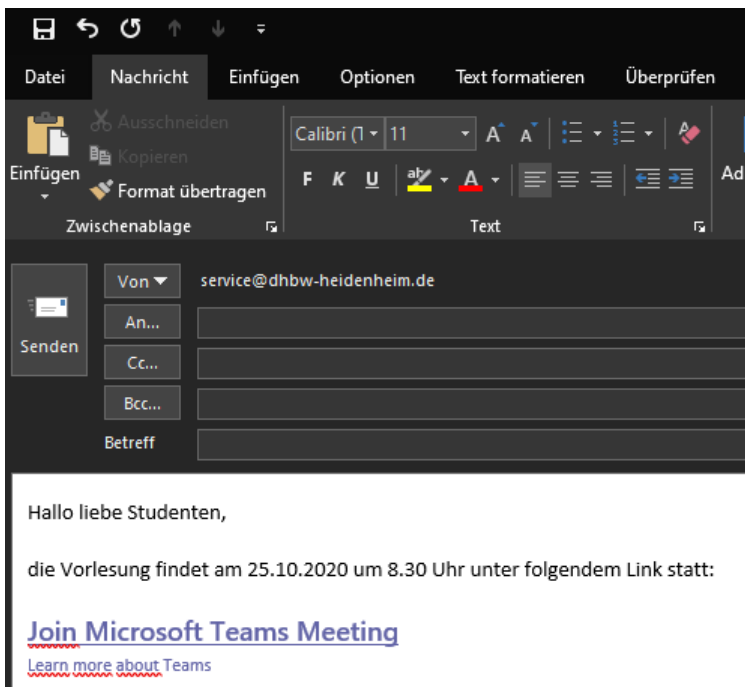 Datei Nachricht Einfügen Optionen Text formatieren Überprüfen
Ausschneiden
Kopieren
Einfügen
Format übertragen
Calibri (T 11
F K U
Ad
Zwischenablage Text
Von service@dhbw-heidenheim.de
An...
Senden
Cc...
Bcc...
Betreff
Hallo liebe Studenten,
die Vorlesung findet am 25.10.2020 um 8.30 Uhr unter folgendem Link statt:
Join Microsoft Teams Meeting
Learn more about Teams